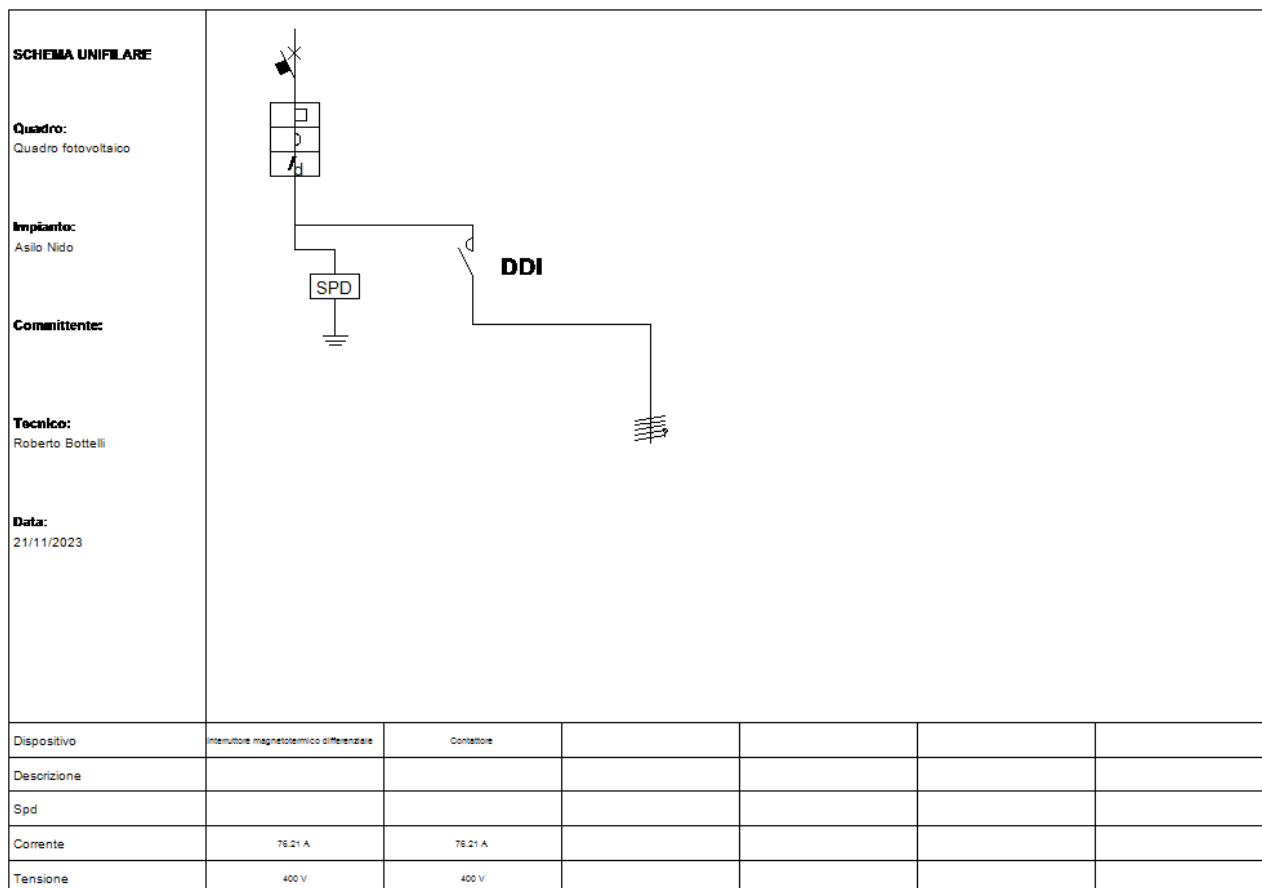 SCHEMA UNIFILARE
Quadro:
Quadro fotovoltaico
Impianto:
Asilo Nido
Committente:
Tecnico:
Roberto Bottelli
Data:
21/11/2023
d
DDI
SPD
Dispositivo Interruttore magnetotermico differenziale Contattore
Descrizione
Spd
Corrente 76.21 A 76.21 A
Tensione 400 V 400 V